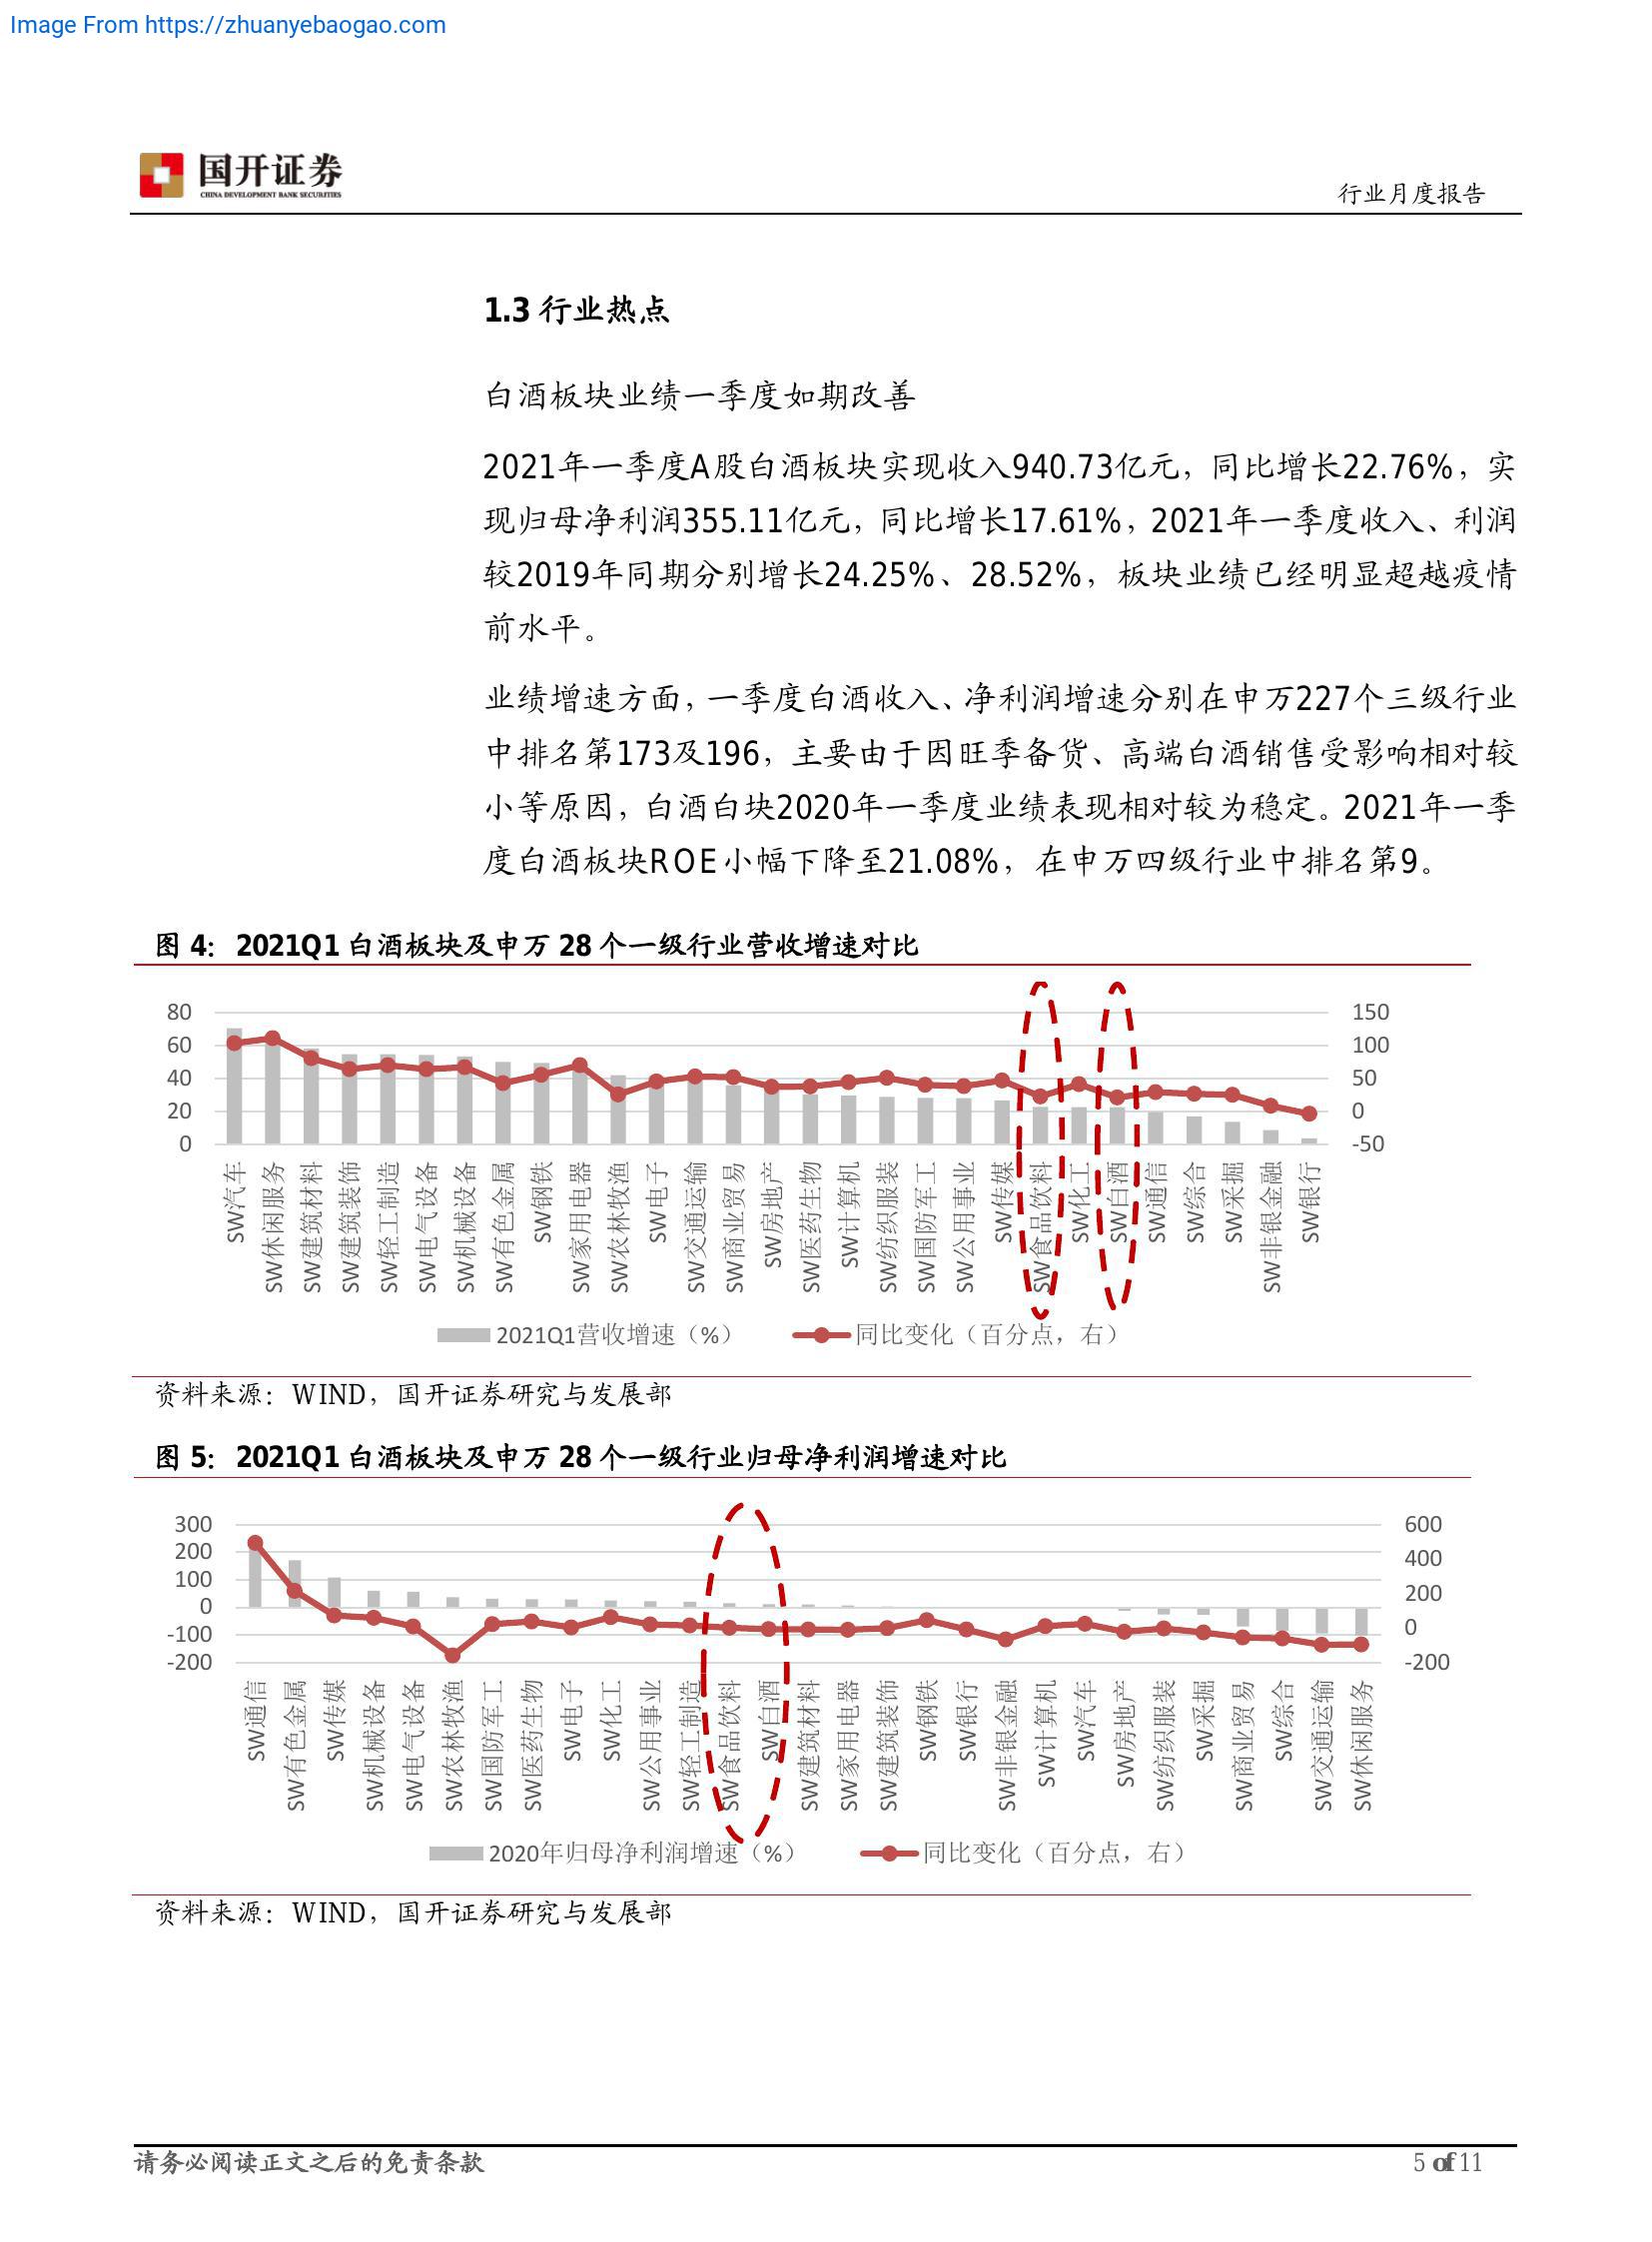 Image From https://zhuanyebaogao.com
国开证券
CHINA DEVELOPMENT BANK SECURITIES
行业月度报告
1.3 行业热点
白酒板块业绩一季度如期改善
2021年一季度A股白酒板块实现收入940.73亿元，同比增长22.76%，实
现归母净利润355.11亿元，同比增长17.61%，2021年一季度收入、利润
较2019年同期分别增长24.25%、28.52%，板块业绩已经明显超越疫情
前水平。
业绩增速方面，一季度白酒收入、净利润增速分别在申万227个三级行业
中排名第173及196，主要由于因旺季备货、高端白酒销售受影响相对较
小等原因，白酒白块2020年一季度业绩表现相对较为稳定。2021年一季
度白酒板块ROE小幅下降至21.08%，在申万四级行业中排名第9。
图 4： 2021Q1 白酒板块及申万 28 个一级行业营收增速对比
80
60
40
20
0
150
100
50
0
-50
SW汽车
SW休闲服务
SW建筑材料
SW建筑装饰
SW轻工制造
SW电气设备
SW机械设备
SW有色金属
SW钢铁
SW家用电器
SW农林牧渔
SW电子
SW交通运输
SW商业贸易
SW房地产
SW医药生物
SW计算机
SW纺织服装
SW国防军工
SW公用事业
SW传媒
SW食品饮料
SW化工
SW白酒
SW通信
SW综合
SW采掘
SW非银金融
SW银行
2021Q1营收增速（%）
同比变化（百分点，右）
资料来源：WIND，国开证券研究与发展部
图 5： 2021Q1 白酒板块及申万 28 个一级行业归母净利润增速对比
300
200
100
0
-100
-200
600
400
200
0
-200
SW通信
SW有色金属
SW传媒
SW机械设备
SW电气设备
SW农林牧渔
SW国防军工
SW医药生物
SW电子
SW化工
SW公用事业
SW轻工制造
SW食品饮料
SW白酒
SW建筑材料
SW家用电器
SW建筑装饰
SW钢铁
SW银行
SW非银金融
SW计算机
SW汽车
SW房地产
SW纺织服装
SW采掘
SW商业贸易
SW综合
SW交通运输
SW休闲服务
2020年归母净利润增速（%）
同比变化（百分点，右）
资料来源：WIND，国开证券研究与发展部
请务必阅读正文之后的免责条款
5 of 11